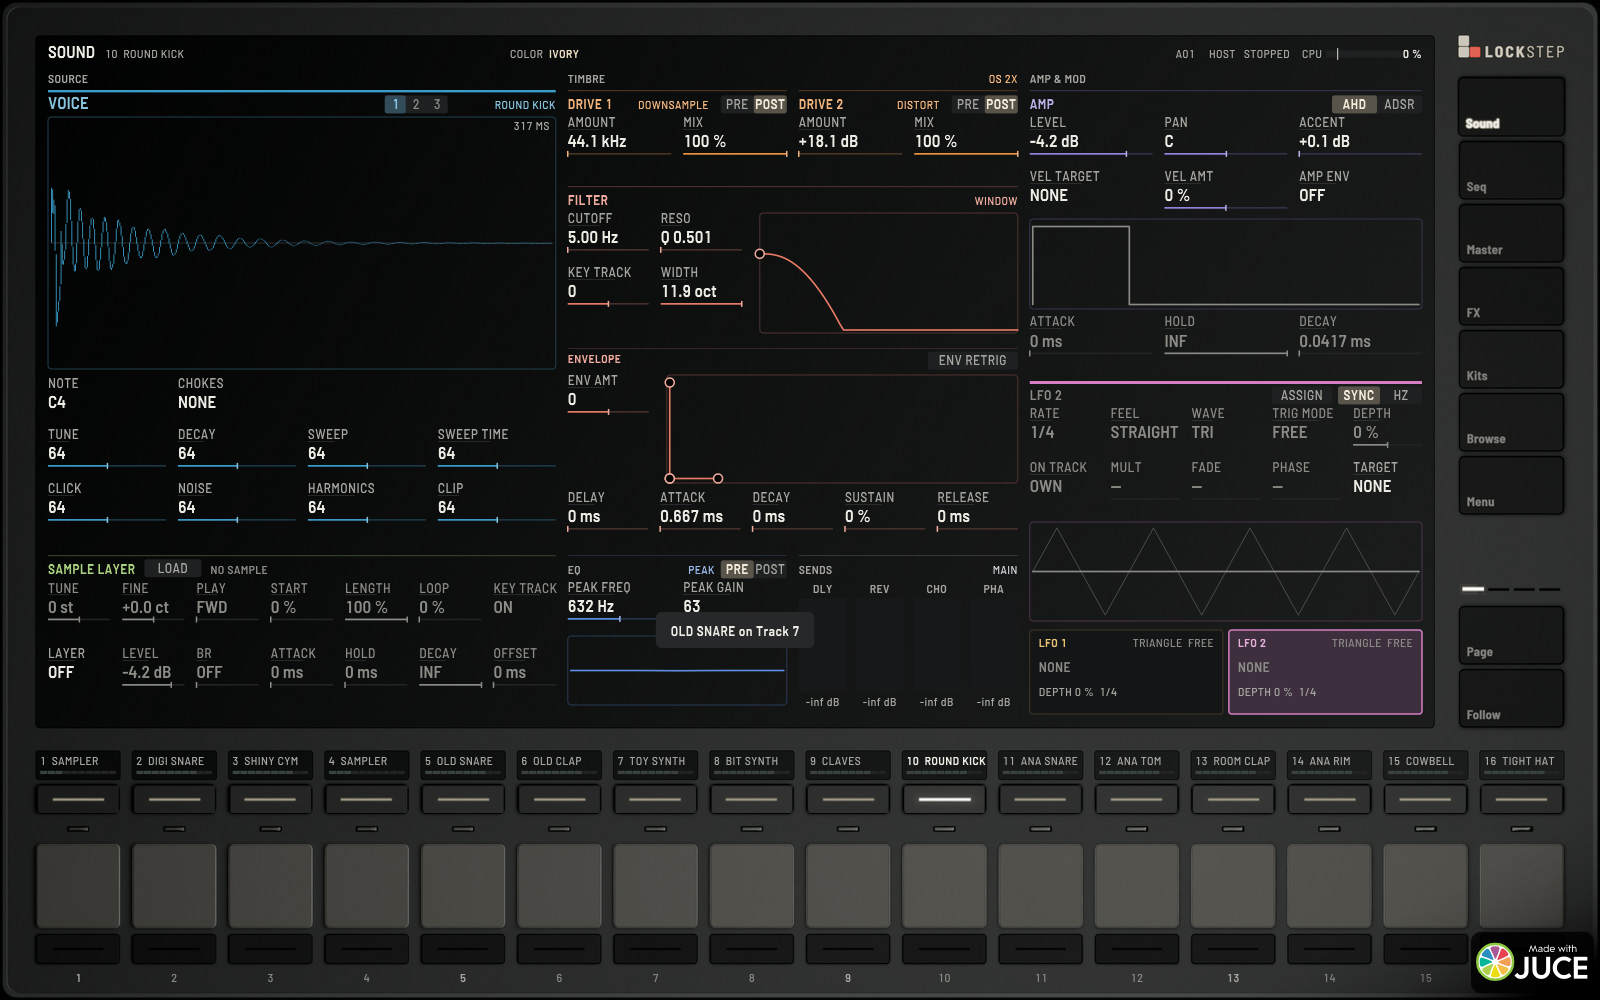 SOUND 10 ROUND KICK COLOR IVORY A01 HOST STOPPED CPU 0 %
LOCKSTEP
SOURCE TIMBRE OS 2X AMP & MOD
VOICE 1 2 3 ROUND KICK
317 MS
NOTE CHOKES
C4 NONE
TUNE DECAY SWEEP SWEEP TIME
64 64 64 64
CLICK NOISE HARMONICS CLIP
64 64 64 64
SAMPLE LAYER LOAD NO SAMPLE
TUNE FINE PLAY START LENGTH LOOP KEY TRACK
0 st +0.0 ct FWD 0 % 100 % 0 % ON
LAYER LEVEL BR ATTACK HOLD DECAY OFFSET
OFF -4.2 dB OFF 0 ms 0 ms INF 0 ms
DRIVE 1 DOWNSAMPLE PRE POST
AMOUNT MIX
44.1 kHz 100 %
DRIVE 2 DISTORT PRE POST
AMOUNT MIX
+18.1 dB 100 %
FILTER WINDOW
CUTOFF RESO
5.00 Hz Q 0.501
KEY TRACK WIDTH
0 11.9 oct
ENVELOPE ENV RETRIG
ENV AMT
0
DELAY ATTACK DECAY SUSTAIN RELEASE
0 ms 0.667 ms 0 ms 0 % 0 ms
EQ PEAK PRE POST
PEAK FREQ PEAK GAIN
632 Hz 63
OLD SNARE on Track 7
SENDS MAIN
DLY REV CHO PHA
-inf dB -inf dB -inf dB -inf dB
AMP AHD ADSR
LEVEL PAN ACCENT
-4.2 dB C +0.1 dB
VEL TARGET VEL AMT AMP ENV
NONE 0 % OFF
ATTACK HOLD DECAY
0 ms INF 0.0417 ms
LFO 2 ASSIGN SYNC HZ
RATE FEEL WAVE TRIG MODE DEPTH
1/4 STRAIGHT TRI FREE 0 %
ON TRACK MULT FADE PHASE TARGET
OWN – – – NONE
LFO 1 TRIANGLE FREE
NONE
DEPTH 0 % 1/4
LFO 2 TRIANGLE FREE
NONE
DEPTH 0 % 1/4
Sound
Seq
Master
FX
Kits
Browse
Menu
Page
Follow
1 SAMPLER 2 DIGI SNARE 3 SHINY CYM 4 SAMPLER 5 OLD SNARE 6 OLD CLAP 7 TOY SYNTH 8 BIT SYNTH 9 CLAVES 10 ROUND KICK 11 ANA SNARE 12 ANA TOM 13 ROOM CLAP 14 ANA RIM 15 COWBELL 16 TIGHT HAT
1 2 3 4 5 6 7 8 9 10 11 12 13 14 15
Made with
JUCE